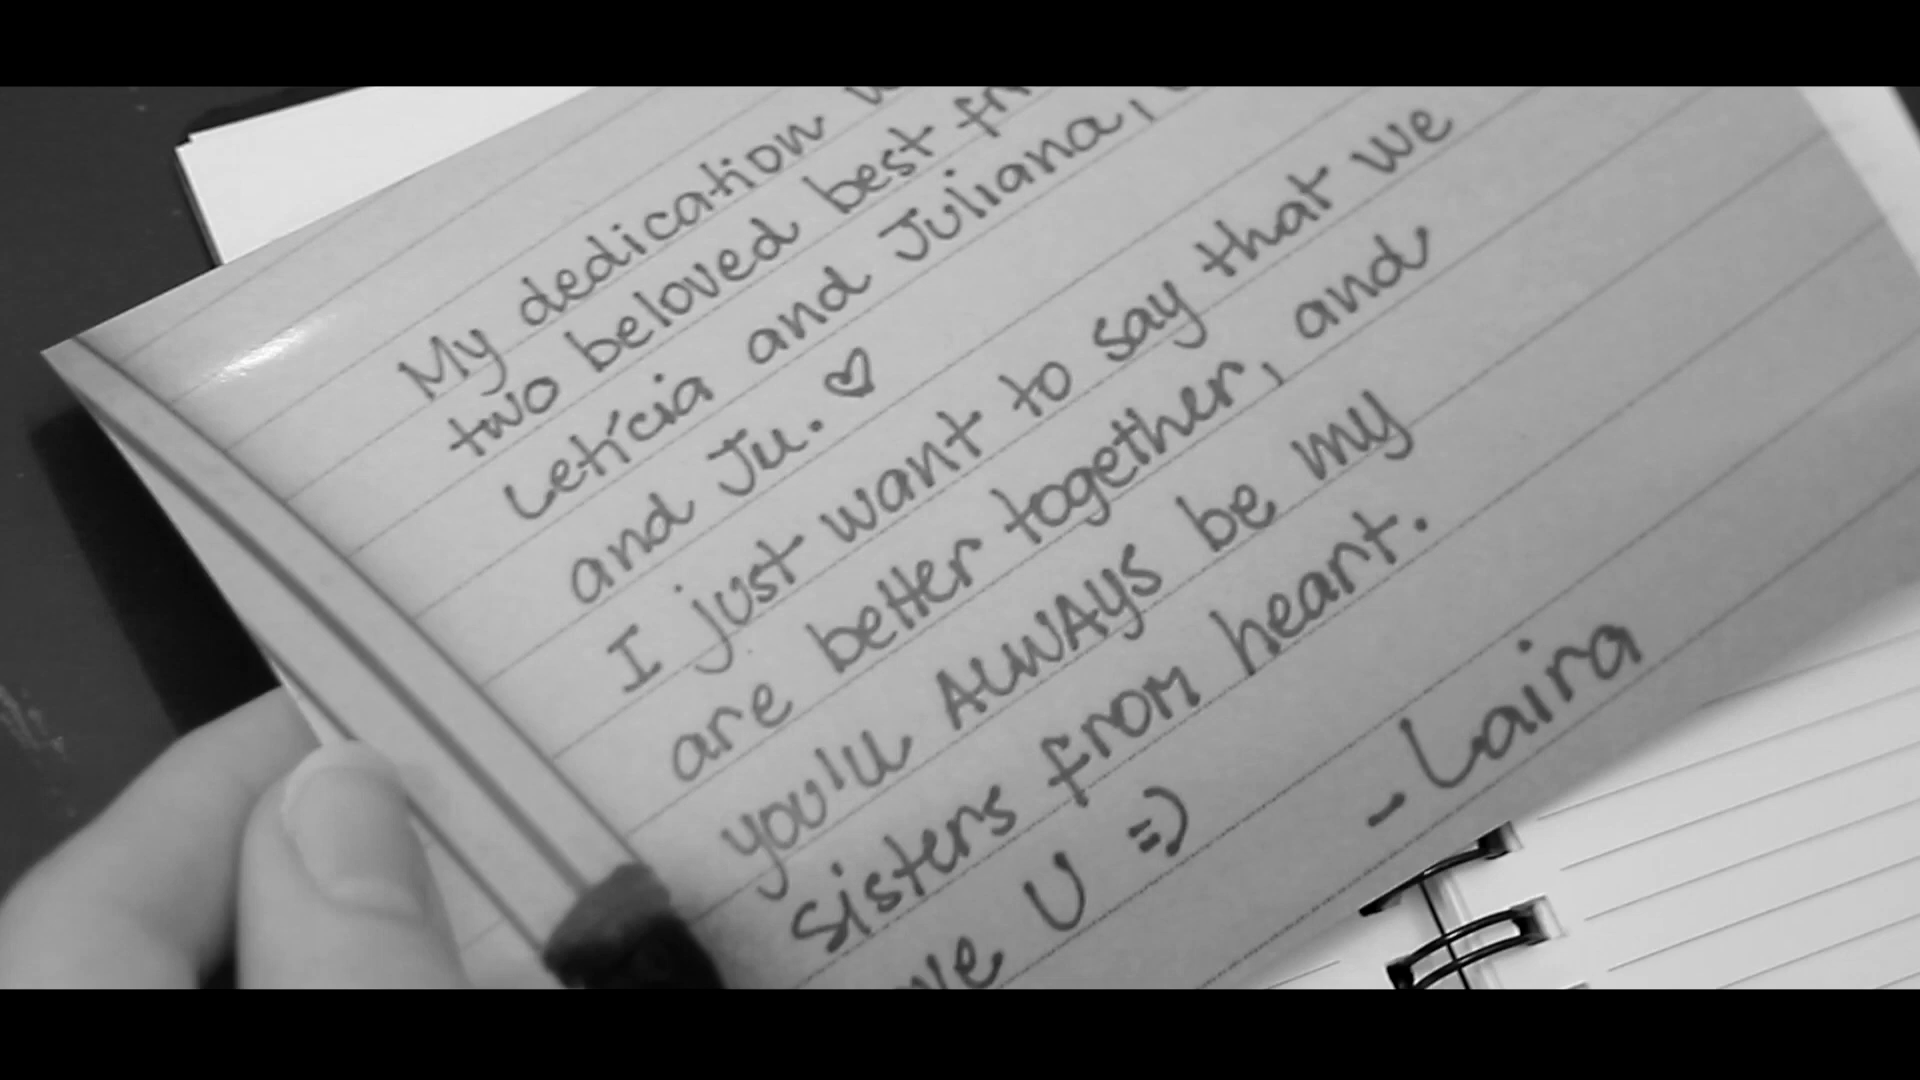 My dedication
two beloved best
Letícia and Juliana,
and Ju. ♡
I just want to say that we
are better together, and
you'll ALWAYS be my
sisters from heart.
U =)
- Laira